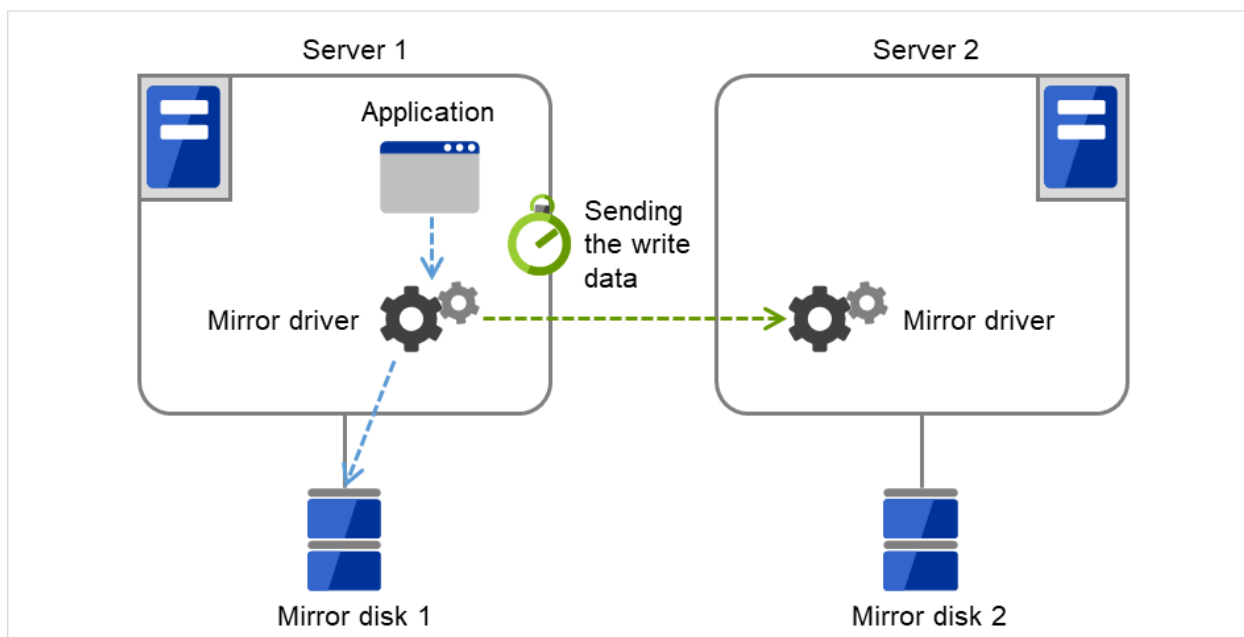 Server 1
Server 2
Application
Sending
the write
data
Mirror driver
Mirror driver
Mirror disk 1
Mirror disk 2